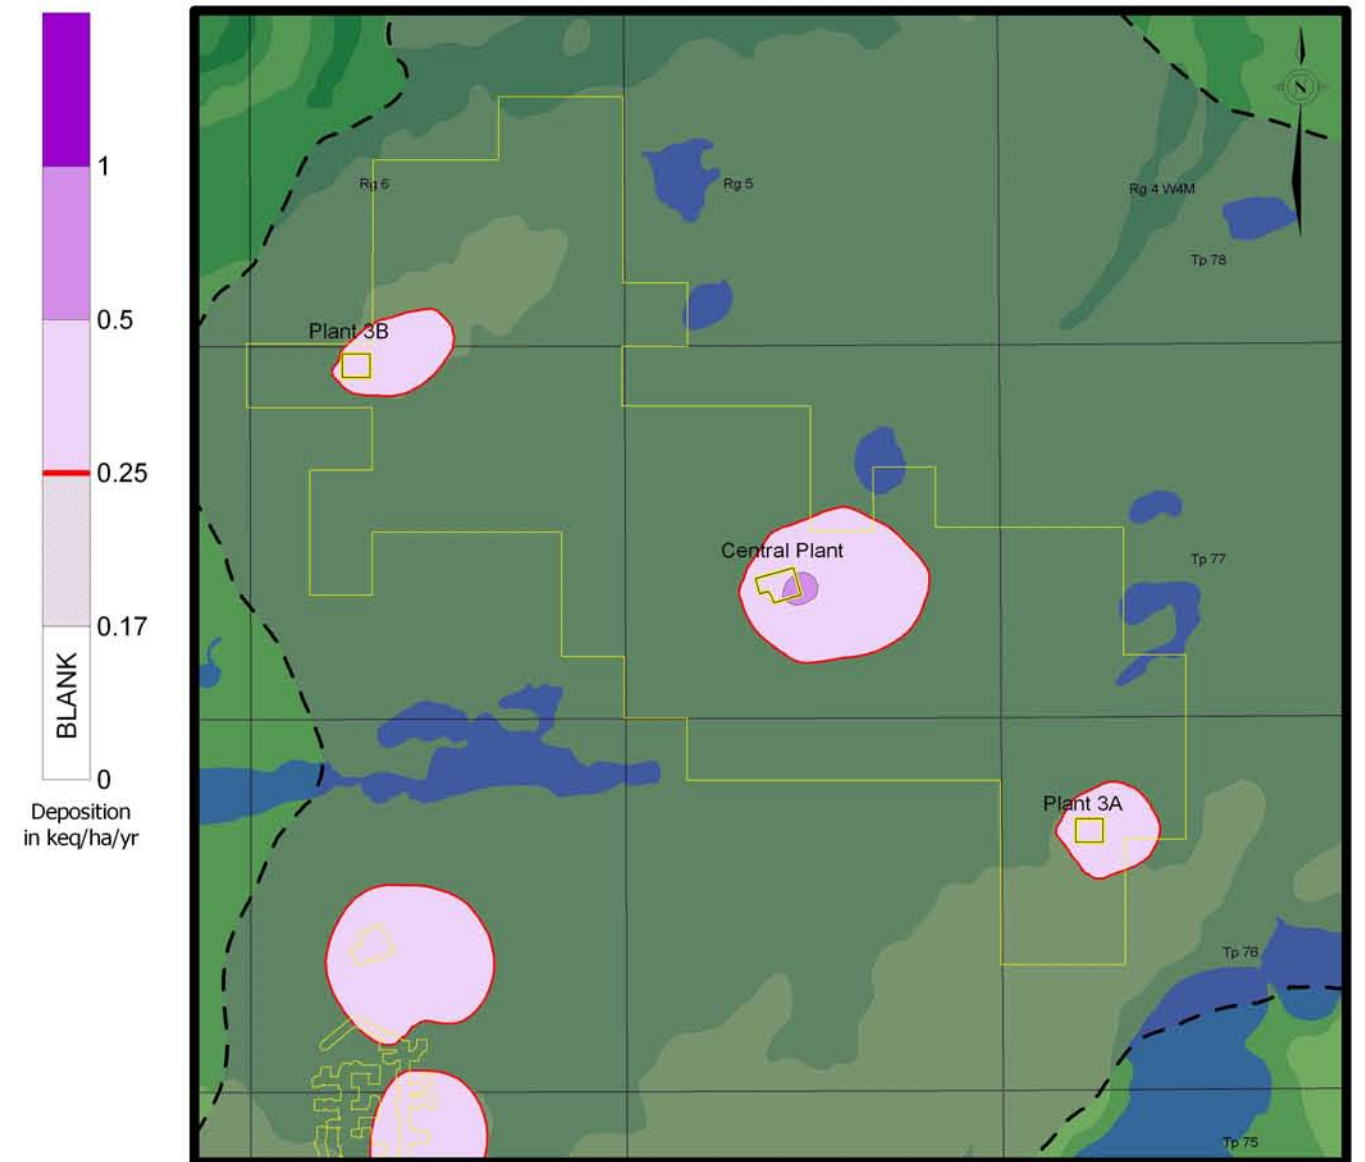 1
0.5
0.25
0.17
BLANK
0
Deposition
in keq/ha/yr
N
Rg 6
Rg 5
Rg 4 W4M
Tp 78
Plant 3B
Central Plant
Tp 77
Plant 3A
Tp 76
Tp 75